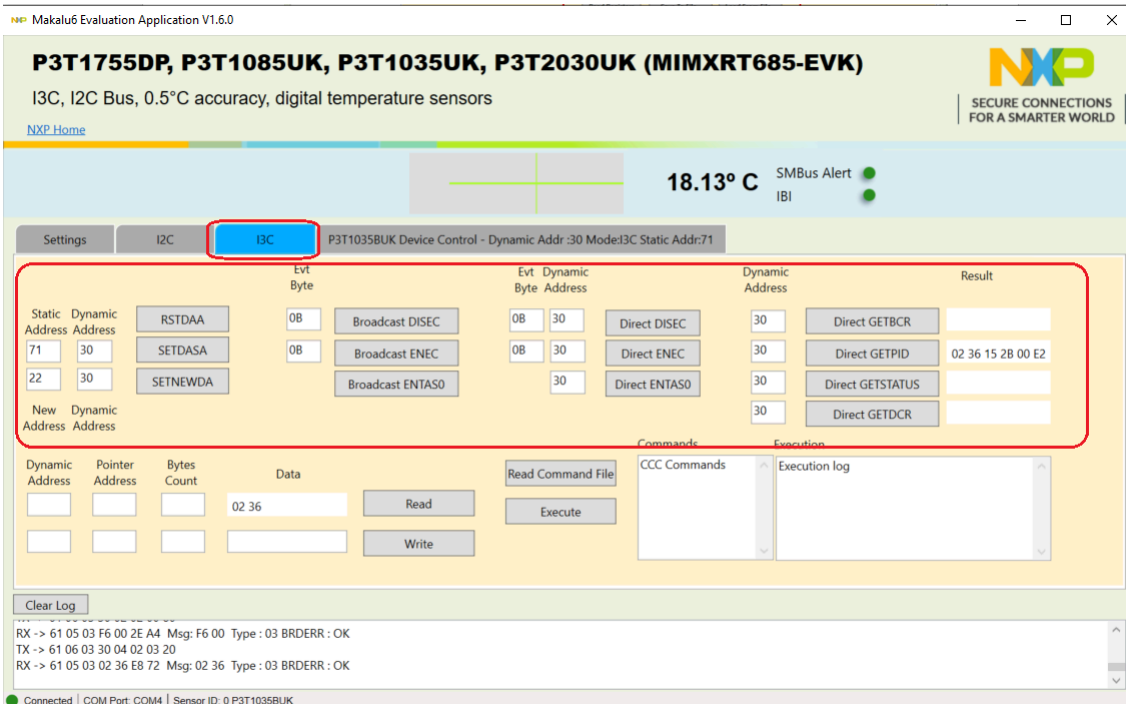 Makalu6 Evaluation Application V1.6.0
P3T1755DP, P3T1085UK, P3T1035UK, P3T2030UK (MIMXRT685-EVK)
I3C, I2C Bus, 0.5°C accuracy, digital temperature sensors
NXP Home
NXP
SECURE CONNECTIONS
FOR A SMARTER WORLD
18.13º C
SMBus Alert
IBI
Settings
I2C
I3C
P3T1035BUK Device Control - Dynamic Addr :30 Mode:I3C Static Addr:71
Evt
Byte
Evt Dynamic
Byte Address
Dynamic
Address
Result
Static Dynamic
Address Address
RSTDAA
0B
Broadcast DISEC
0B 30
Direct DISEC
30
Direct GETBCR
71 30
SETDASA
0B
Broadcast ENEC
0B 30
Direct ENEC
30
Direct GETPID
02 36 15 2B 00 E2
22 30
SETNEWDA
Broadcast ENTAS0
30
Direct ENTAS0
30
Direct GETSTATUS
New Dynamic
Address Address
30
Direct GETDCR
Commands
Execution
Dynamic
Address
Pointer
Address
Bytes
Count
Data
Read Command File
CCC Commands
Execution log
02 36
Read
Execute
Write
Clear Log
RX -> 61 05 03 F6 00 2E A4 Msg: F6 00 Type : 03 BRDERR : OK
TX -> 61 06 03 30 04 02 03 20
RX -> 61 05 03 02 36 E8 72 Msg: 02 36 Type : 03 BRDERR : OK
Connected | COM Port: COM4 | Sensor ID: 0 P3T1035BUK